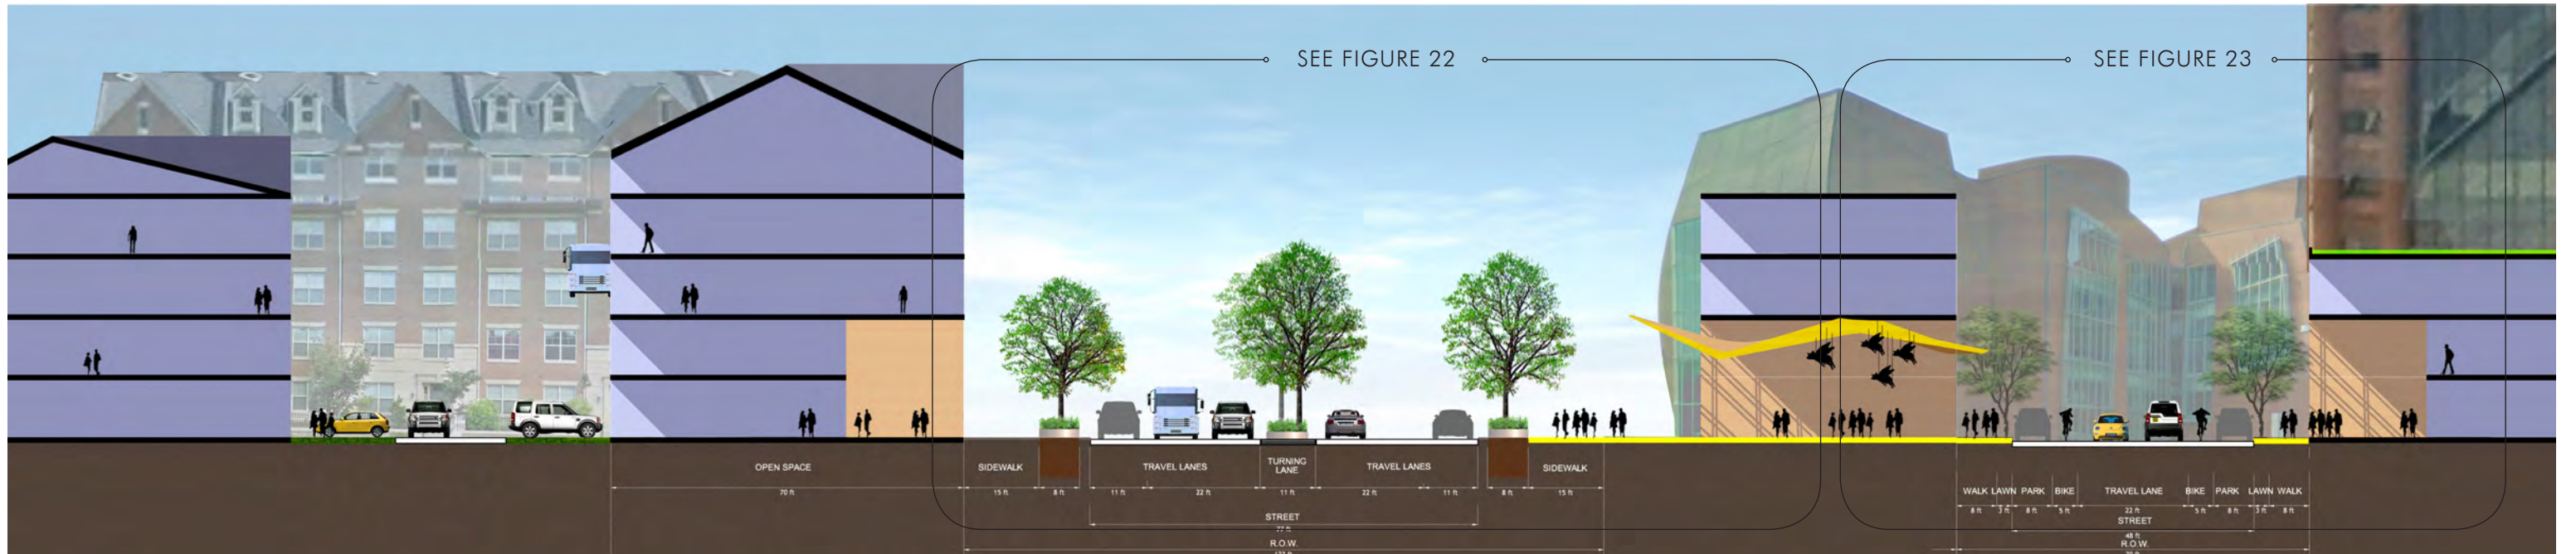 SEE FIGURE 22
SEE FIGURE 23
OPEN SPACE
70 ft
SIDEWALK
15 ft
8 ft
TRAVEL LANES
11 ft
22 ft
TURNING
LANE
11 ft
TRAVEL LANES
22 ft
11 ft
8 ft
SIDEWALK
15 ft
STREET
77 ft
R.O.W.
WALK LAWN PARK BIKE TRAVEL LANE BIKE PARK LAWN WALK
8 ft 3 ft 8 ft 5 ft 22 ft 5 ft 8 ft 3 ft 8 ft
STREET
48 ft
R.O.W.